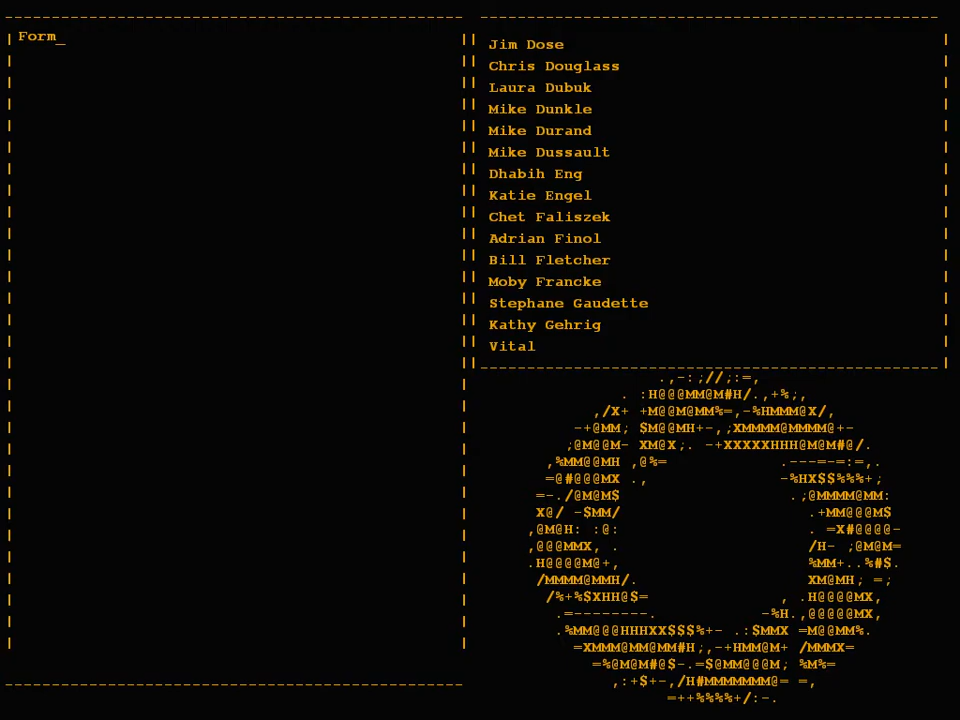 Form_
Jim Dose
Chris Douglass
Laura Dubuk
Mike Dunkle
Mike Durand
Mike Dussault
Dhabih Eng
Katie Engel
Chet Faliszek
Adrian Finol
Bill Fletcher
Moby Francke
Stephane Gaudette
Kathy Gehrig
Vital